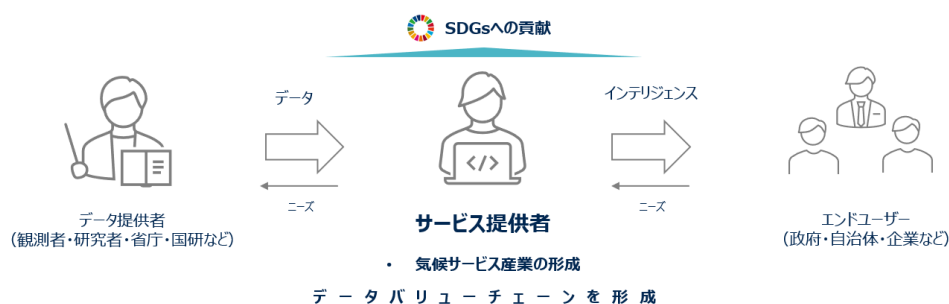 SDGsへの貢献
データ
インテリジェンス
</>
ニーズ
ニーズ
データ提供者
(観測者・研究者・省庁・国研など)
サービス提供者
エンドユーザー
(政府・自治体・企業など)
• 気候サービス産業の形成
データバリューチェーンを形成